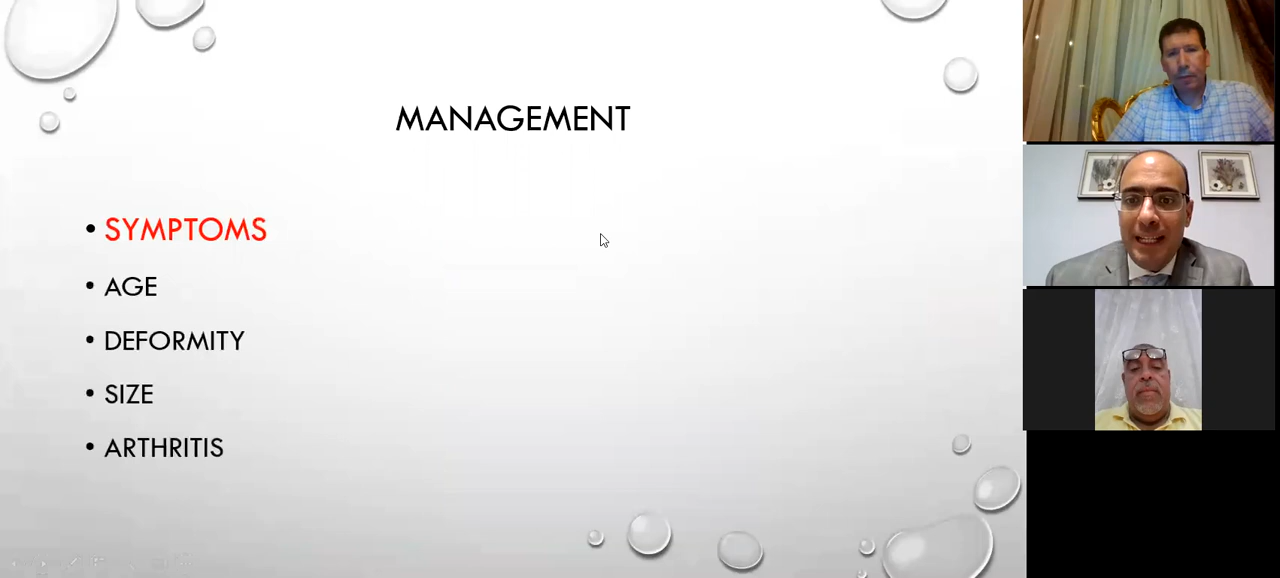 MANAGEMENT
• SYMPTOMS
• AGE
• DEFORMITY
• SIZE
• ARTHRITIS